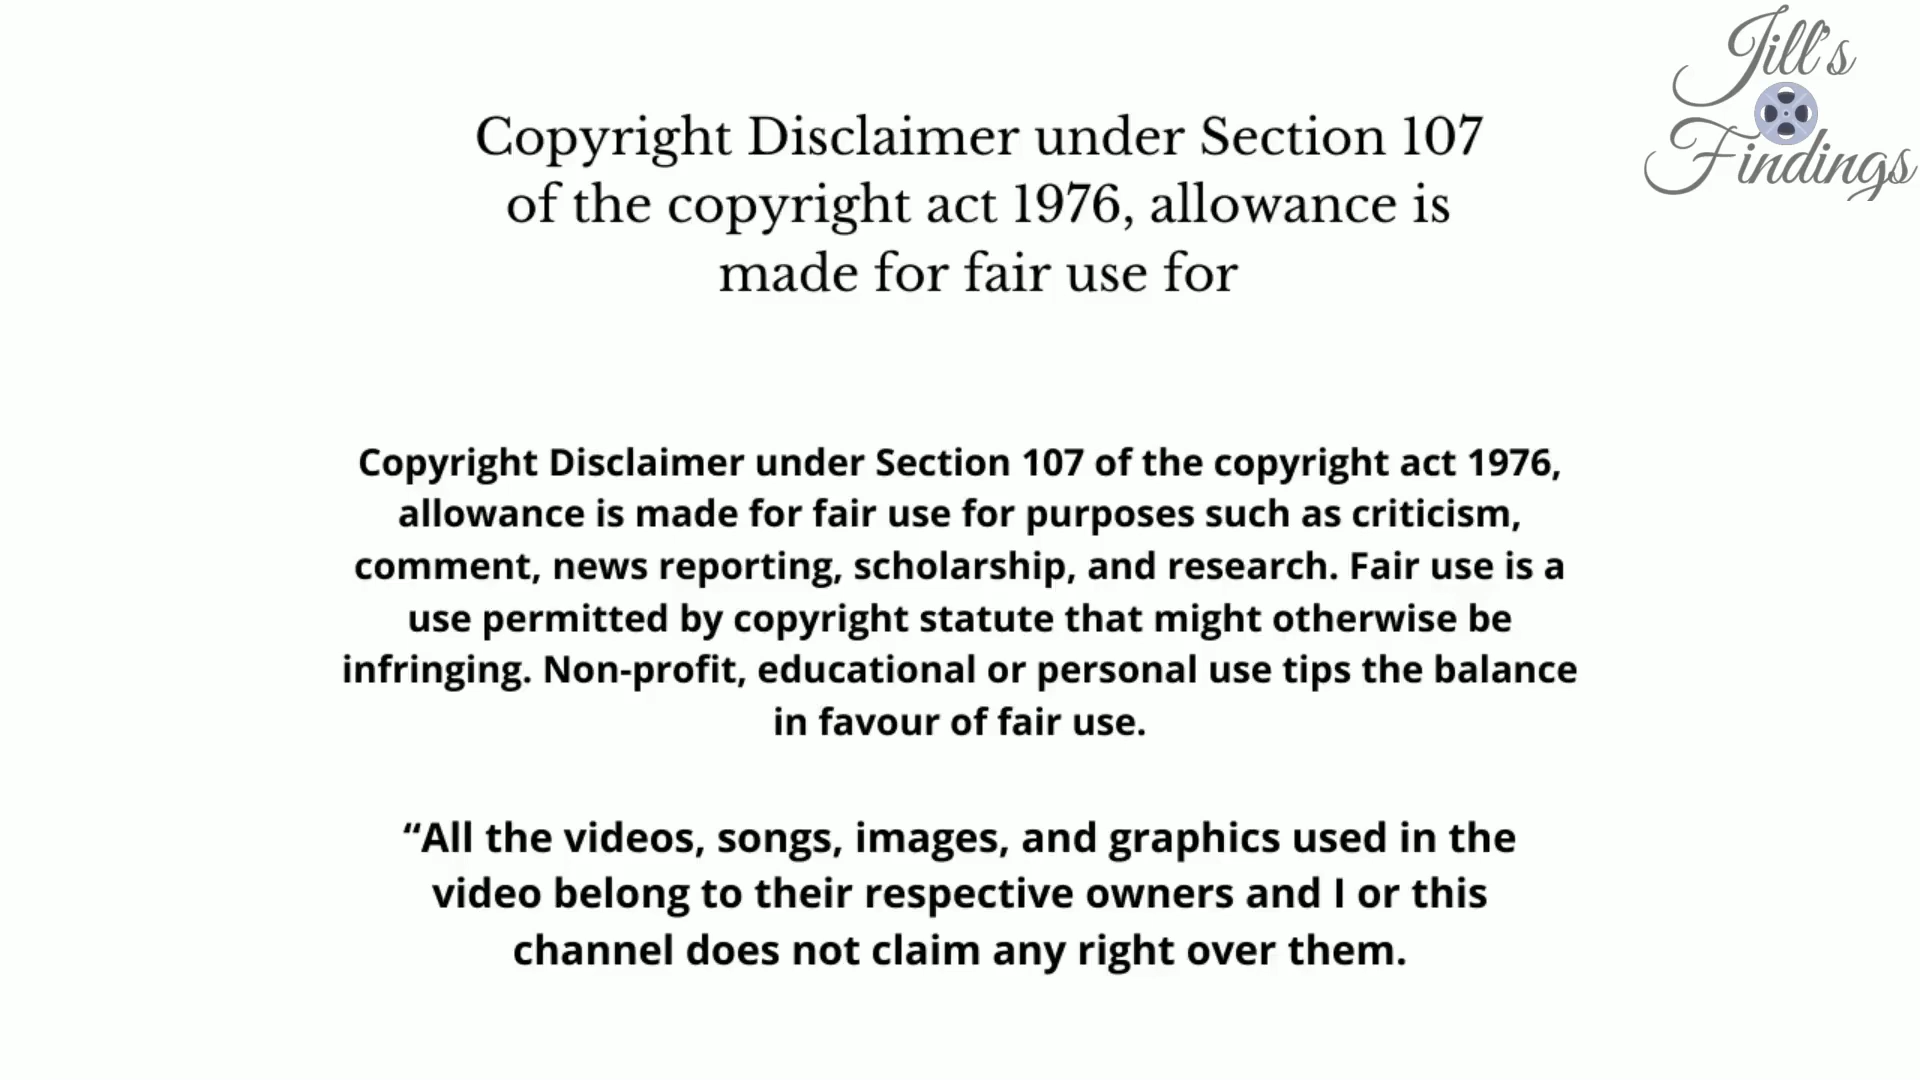 Jill's
Findings
Copyright Disclaimer under Section 107
of the copyright act 1976, allowance is
made for fair use for
Copyright Disclaimer under Section 107 of the copyright act 1976,
allowance is made for fair use for purposes such as criticism,
comment, news reporting, scholarship, and research. Fair use is a
use permitted by copyright statute that might otherwise be
infringing. Non-profit, educational or personal use tips the balance
in favour of fair use.
“All the videos, songs, images, and graphics used in the
video belong to their respective owners and I or this
channel does not claim any right over them.